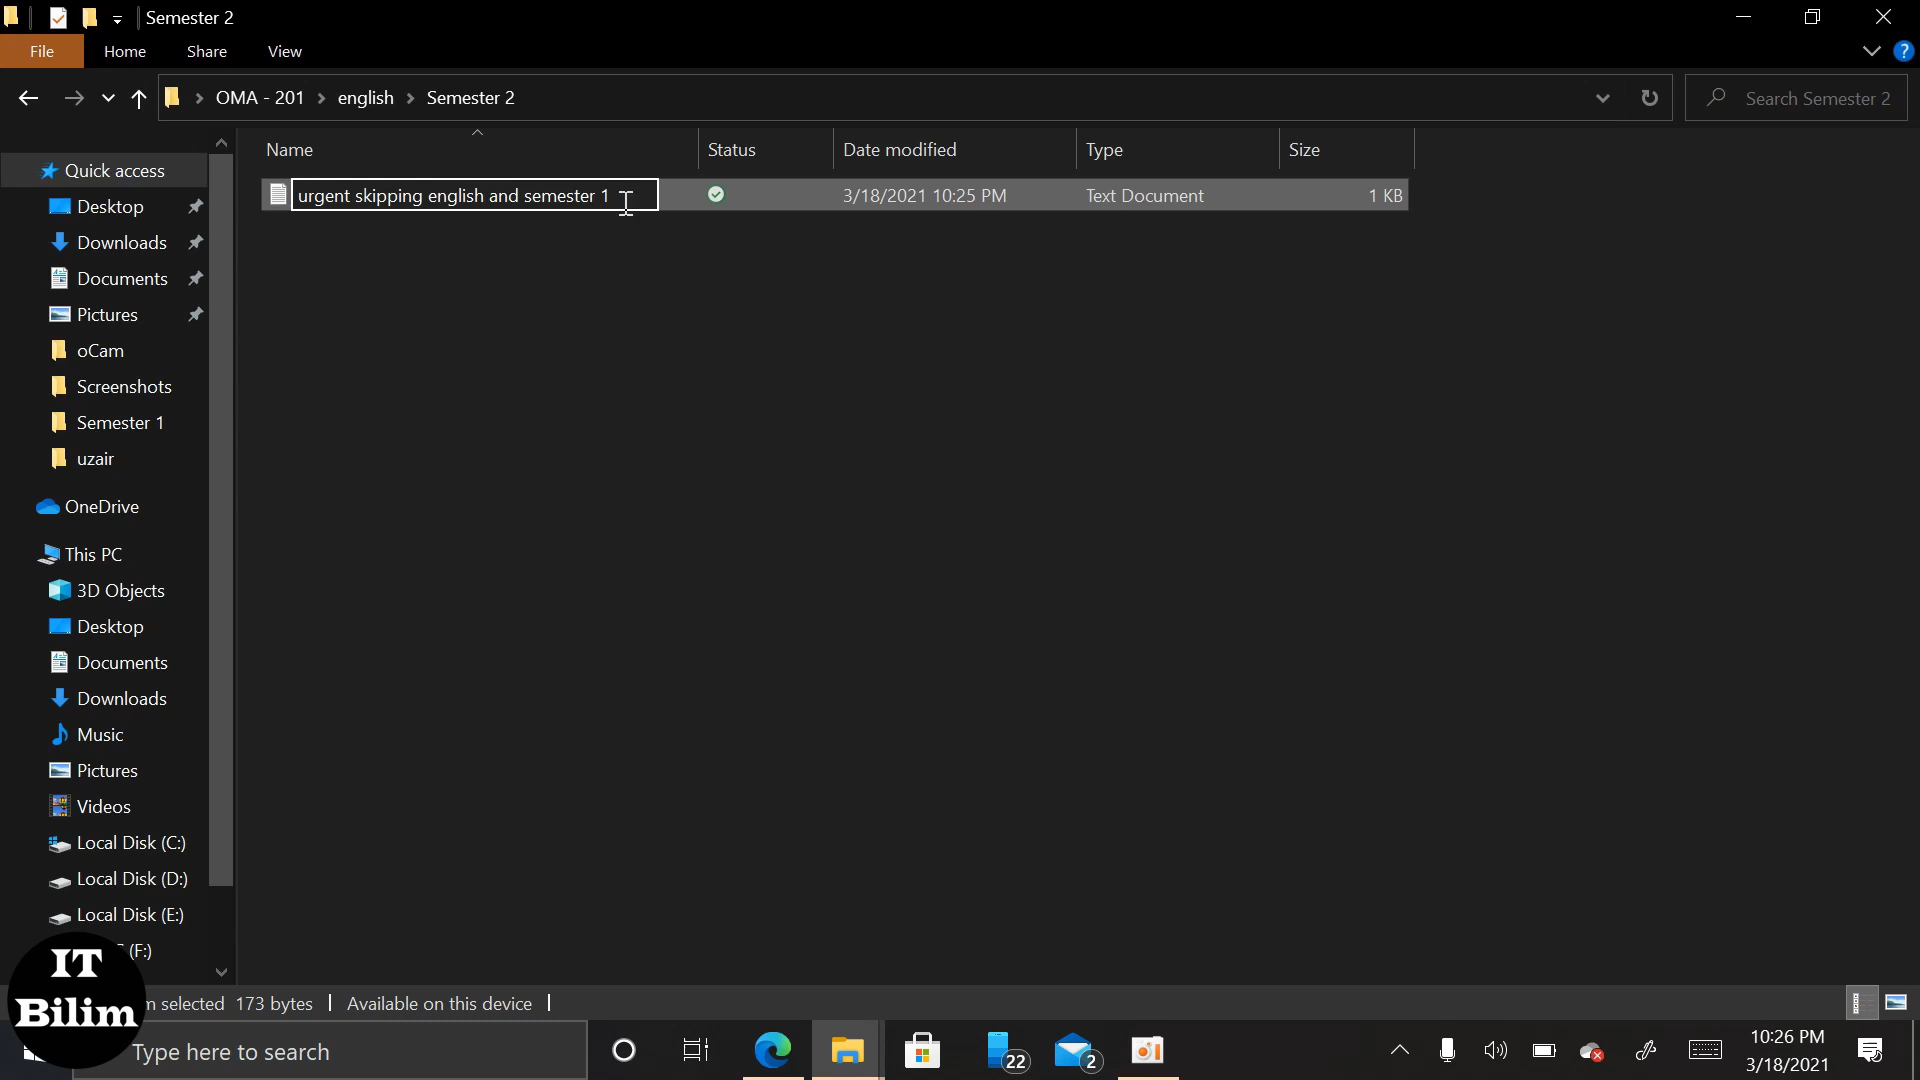 Semester 2
File Home Share View
OMA - 201 english Semester 2
Search Semester 2
Name Status Date modified Type Size
urgent skipping english and semester 1 3/18/2021 10:25 PM Text Document 1 KB
Quick access
Desktop
Downloads
Documents
Pictures
oCam
Screenshots
Semester 1
uzair
OneDrive
This PC
3D Objects
Desktop
Documents
Downloads
Music
Pictures
Videos
Local Disk (C:)
Local Disk (D:)
Local Disk (E:)
(F:)
selected 173 bytes Available on this device
IT
Bilim
Type here to search
22
2
10:26 PM
3/18/2021